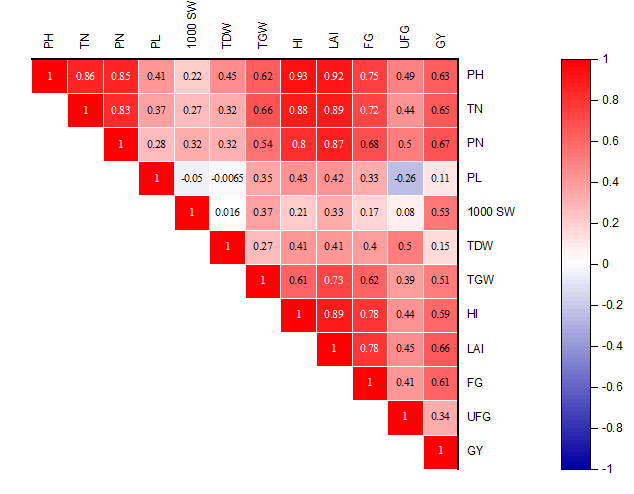 PH TN PN PL 1000 SW TDW TGW HI LAI FG UFG GY
1 0.86 0.85 0.41 0.22 0.45 0.62 0.93 0.92 0.75 0.49 0.63 PH
1 0.83 0.37 0.27 0.32 0.66 0.88 0.89 0.72 0.44 0.65 TN
1 0.28 0.32 0.32 0.54 0.8 0.87 0.68 0.5 0.67 PN
1 -0.05 -0.0065 0.35 0.43 0.42 0.33 -0.26 0.11 PL
1 0.016 0.37 0.21 0.33 0.17 0.08 0.53 1000 SW
1 0.27 0.41 0.41 0.4 0.5 0.15 TDW
1 0.61 0.73 0.62 0.39 0.51 TGW
1 0.89 0.78 0.44 0.59 HI
1 0.78 0.45 0.66 LAI
1 0.41 0.61 FG
1 0.34 UFG
1 GY
1
0.8
0.6
0.4
0.2
0
-0.2
-0.4
-0.6
-0.8
-1